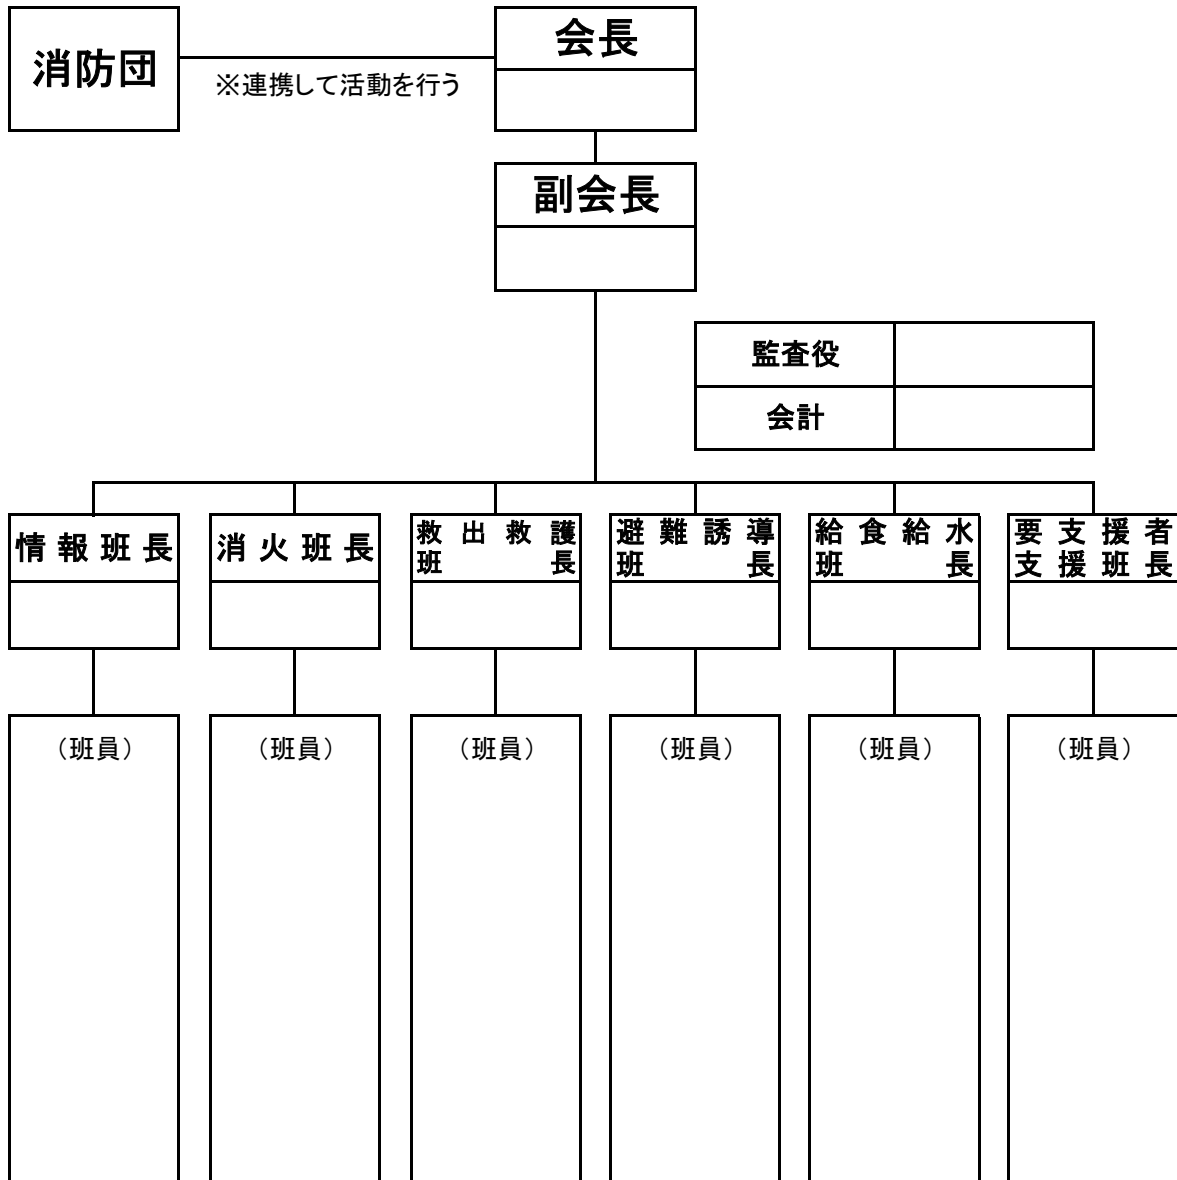 消防団
会長
※連携して活動を行う
副会長
監査役
会計
情報班長
消火班長
救出救護
班長
避難誘導
班長
給食給水
班長
要支援者
支援班長
（班員）
（班員）
（班員）
（班員）
（班員）
（班員）